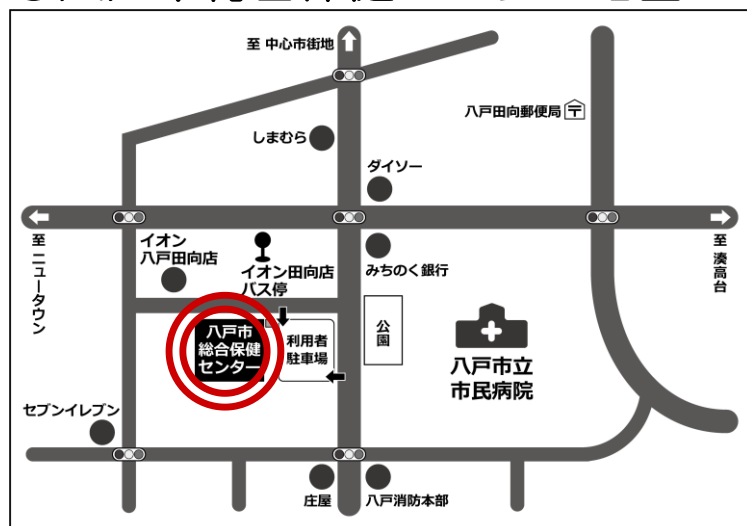 至 中心市街地
八戸田向郵便局
しまむら
ダイソー
至 ニュータウン
イオン
八戸田向店
イオン田向店
バス停
みちのく銀行
至 湊高台
八戸市
総合保健
センター
利用者
駐車場
公園
八戸市立
市民病院
セブンイレブン
庄屋
八戸消防本部